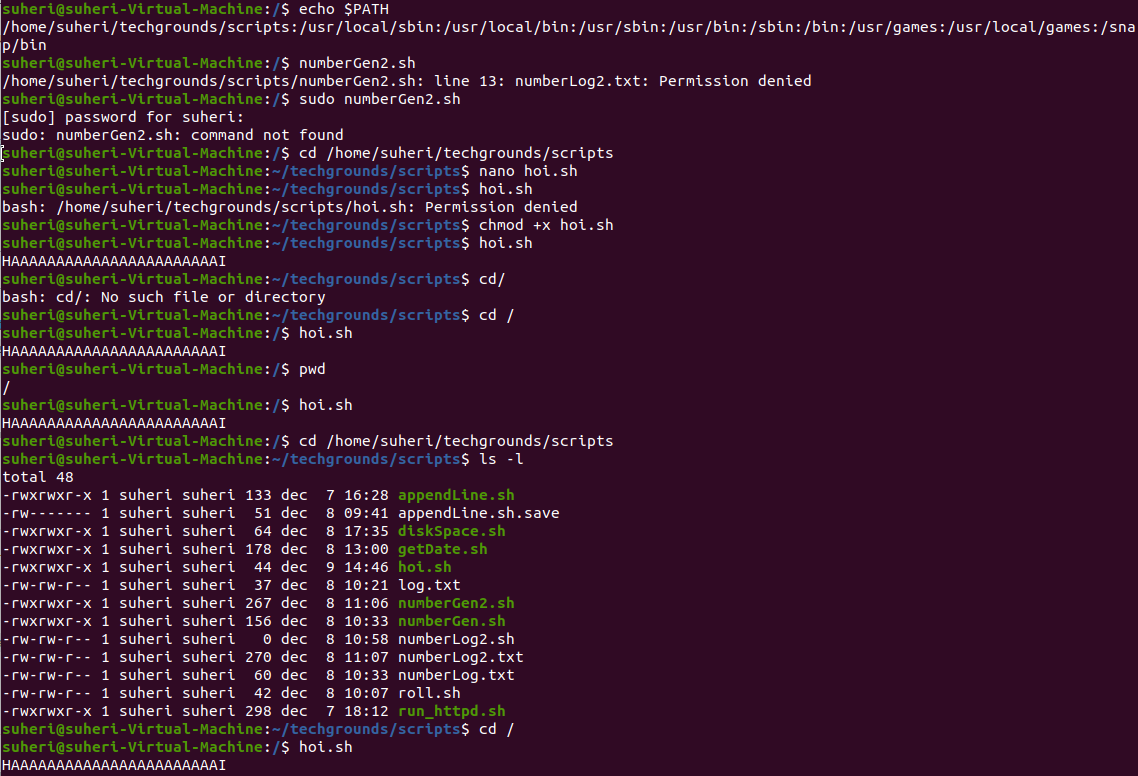 suheri@suheri-Virtual-Machine:/$ echo $PATH
/home/suheri/techgrounds/scripts:/usr/local/sbin:/usr/local/bin:/usr/sbin:/usr/bin:/sbin:/bin:/usr/games:/usr/local/games:/sna
p/bin
suheri@suheri-Virtual-Machine:/$ numberGen2.sh
/home/suheri/techgrounds/scripts/numberGen2.sh: line 13: numberLog2.txt: Permission denied
suheri@suheri-Virtual-Machine:/$ sudo numberGen2.sh
[sudo] password for suheri:
sudo: numberGen2.sh: command not found
suheri@suheri-Virtual-Machine:/$ cd /home/suheri/techgrounds/scripts
suheri@suheri-Virtual-Machine:~/techgrounds/scripts$ nano hoi.sh
suheri@suheri-Virtual-Machine:~/techgrounds/scripts$ hoi.sh
bash: /home/suheri/techgrounds/scripts/hoi.sh: Permission denied
suheri@suheri-Virtual-Machine:~/techgrounds/scripts$ chmod +x hoi.sh
suheri@suheri-Virtual-Machine:~/techgrounds/scripts$ hoi.sh
HAAAAAAAAAAAAAAAAAAAAAAAI
suheri@suheri-Virtual-Machine:~/techgrounds/scripts$ cd/
bash: cd/: No such file or directory
suheri@suheri-Virtual-Machine:~/techgrounds/scripts$ cd /
suheri@suheri-Virtual-Machine:/$ hoi.sh
HAAAAAAAAAAAAAAAAAAAAAAAI
suheri@suheri-Virtual-Machine:/$ pwd
/
suheri@suheri-Virtual-Machine:/$ hoi.sh
HAAAAAAAAAAAAAAAAAAAAAAAI
suheri@suheri-Virtual-Machine:/$ cd /home/suheri/techgrounds/scripts
suheri@suheri-Virtual-Machine:~/techgrounds/scripts$ ls -l
total 48
-rwxrwxr-x 1 suheri suheri 133 dec  7 16:28 appendLine.sh
-rw------- 1 suheri suheri  51 dec  8 09:41 appendLine.sh.save
-rwxrwxr-x 1 suheri suheri  64 dec  8 17:35 diskSpace.sh
-rwxrwxr-x 1 suheri suheri 178 dec  8 13:00 getDate.sh
-rwxrwxr-x 1 suheri suheri  44 dec  9 14:46 hoi.sh
-rw-rw-r-- 1 suheri suheri  37 dec  8 10:21 log.txt
-rwxrwxr-x 1 suheri suheri 267 dec  8 11:06 numberGen2.sh
-rwxrwxr-x 1 suheri suheri 156 dec  8 10:33 numberGen.sh
-rw-rw-r-- 1 suheri suheri   0 dec  8 10:58 numberLog2.sh
-rw-rw-r-- 1 suheri suheri 270 dec  8 11:07 numberLog2.txt
-rw-rw-r-- 1 suheri suheri  60 dec  8 10:33 numberLog.txt
-rw-rw-r-- 1 suheri suheri  42 dec  8 10:07 roll.sh
-rwxrwxr-x 1 suheri suheri 298 dec  7 18:12 run_httpd.sh
suheri@suheri-Virtual-Machine:~/techgrounds/scripts$ cd /
suheri@suheri-Virtual-Machine:/$ hoi.sh
HAAAAAAAAAAAAAAAAAAAAAAAI